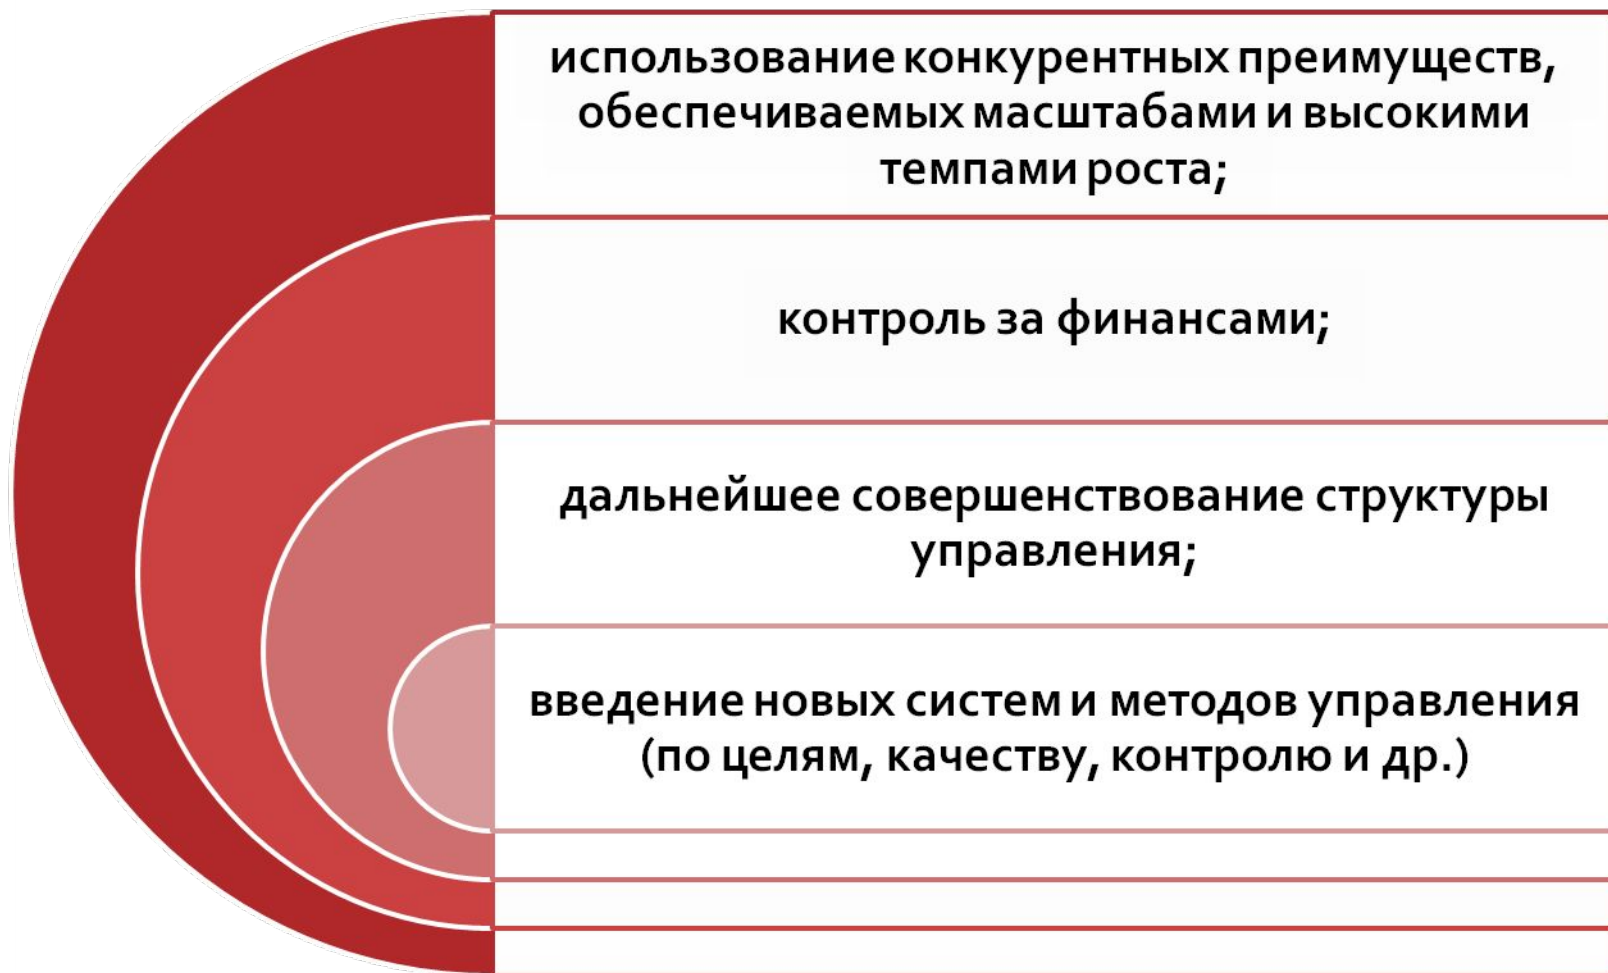 использование конкурентных преимуществ,
обеспечиваемых масштабами и высокими
темпами роста;
контроль за финансами;
дальнейшее совершенствование структуры
управления;
введение новых систем и методов управления
(по целям, качеству, контролю и др.)